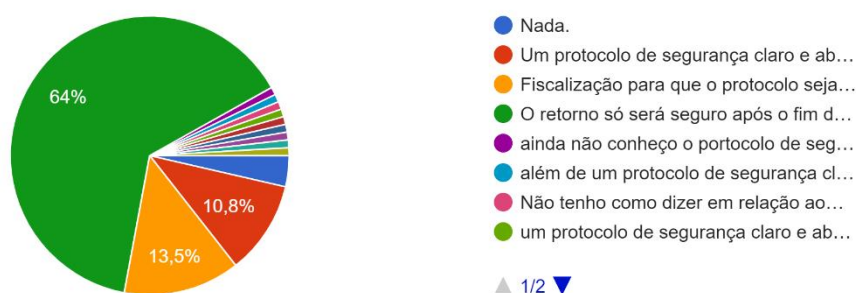 64%
10,8%
13,5%
Nada.
Um protocolo de segurança claro e ab...
Fiscalização para que o protocolo seja...
O retorno só será seguro após o fim d...
ainda não conheço o portocolo de seg...
além de um protocolo de segurança cl...
Não tenho como dizer em relação ao...
um protocolo de segurança claro e ab...
1/2